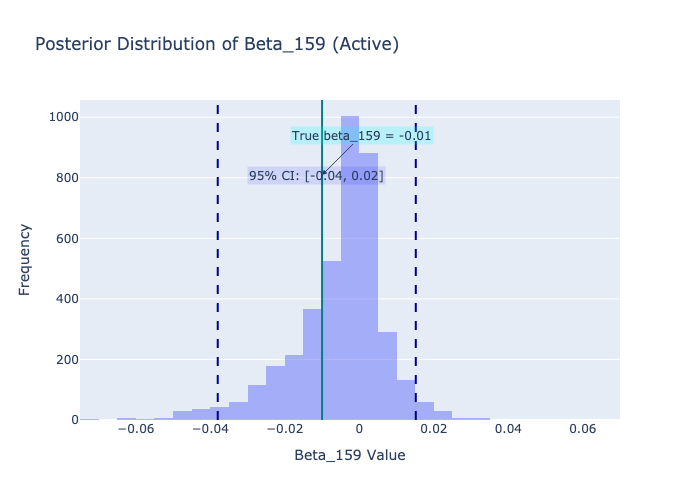 Posterior Distribution of Beta_159 (Active)
1000
True beta_159 = -0.01
800
95% CI: [-0.04, 0.02]
600
Frequency
400
200
0
−0.06
−0.04
−0.02
0
0.02
0.04
0.06
Beta_159 Value